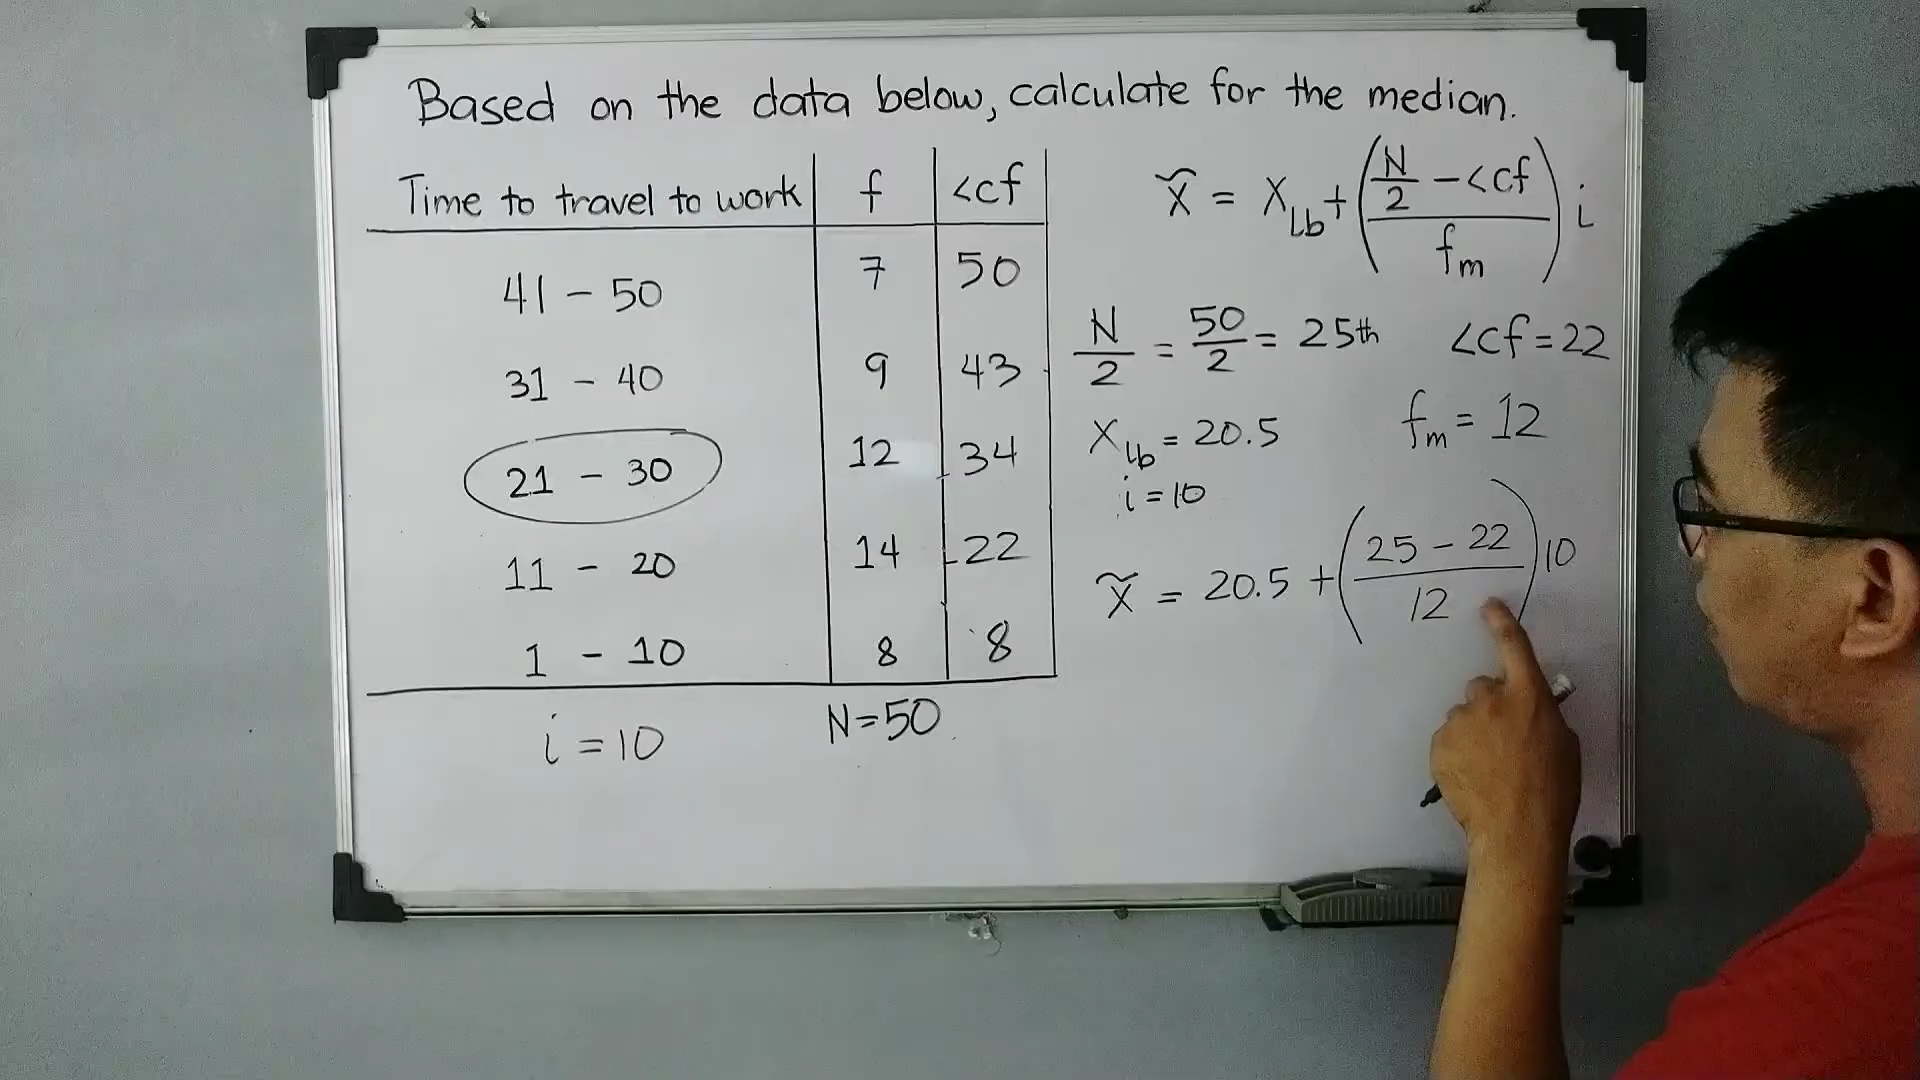 Based on the data below, calculate for the median.
Time to travel to work f <cf
41 - 50 7 50
31 - 40 9 43
21 - 30 12 34
11 - 20 14 22
1 - 10 8 8
i = 10 N=50
x̃ = X_lb + ((N/2 - <cf)/f_m) i
N/2 = 50/2 = 25th <cf = 22
X_lb = 20.5 f_m = 12
i = 10
x̃ = 20.5 + ((25 - 22)/12) 10